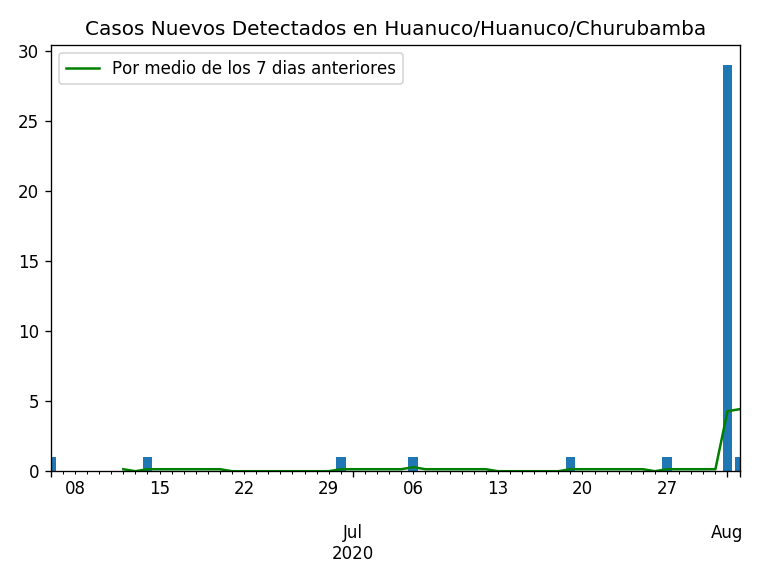 Casos Nuevos Detectados en Huanuco/Huanuco/Churubamba
Por medio de los 7 dias anteriores
30
25
20
15
10
5
0
08 15 22 29 06 13 20 27
Jul Aug
2020